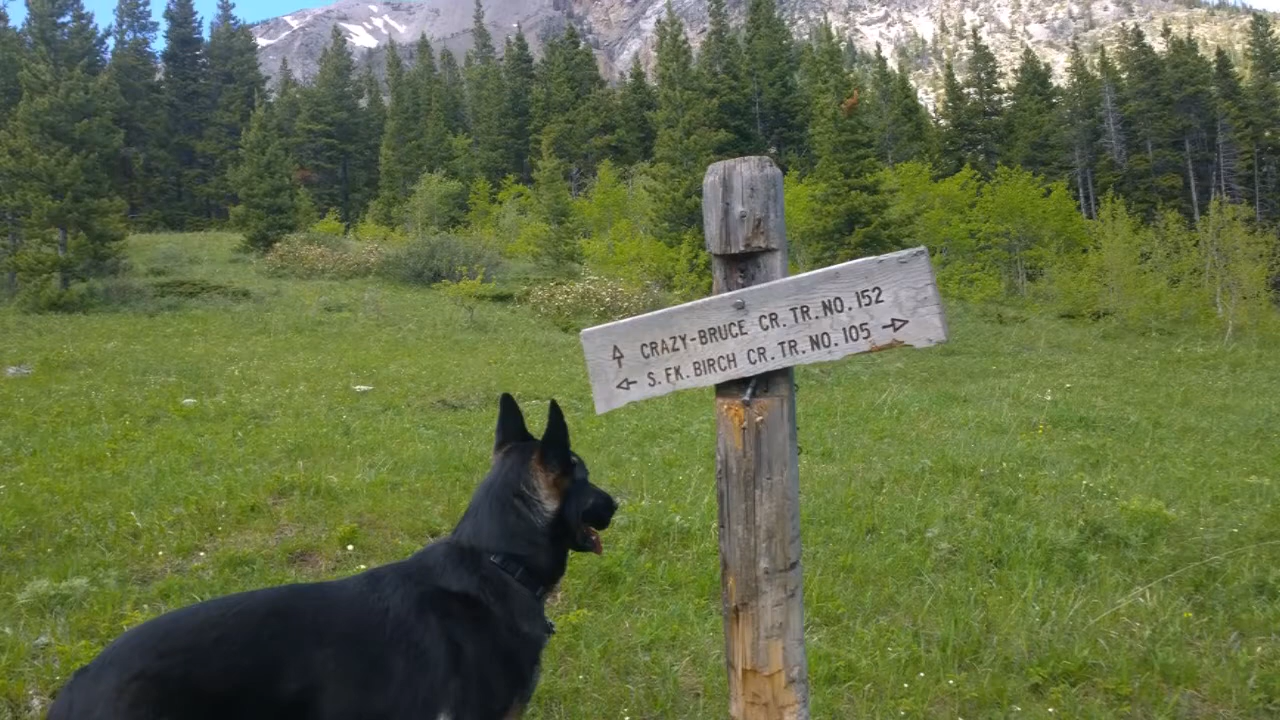 ↑ CRAZY-BRUCE CR. TR. NO. 152
← S. FK. BIRCH CR. TR. NO. 105 →